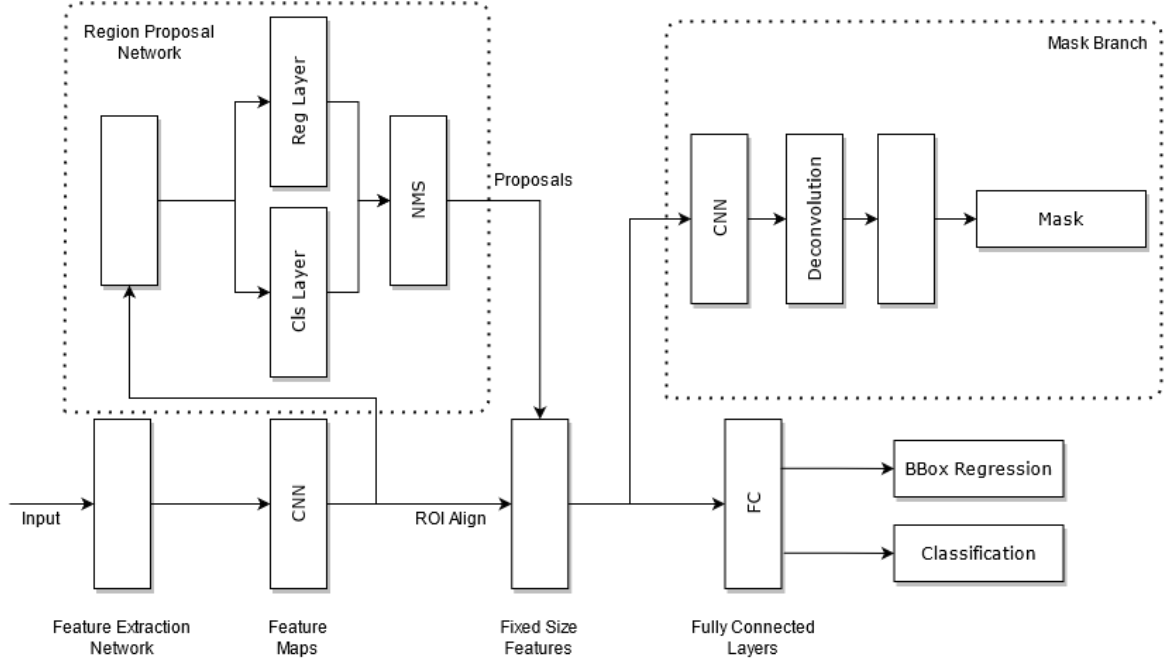 Region Proposal
Network
Reg Layer
Cls Layer
NMS
Proposals
Mask Branch
CNN
Deconvolution
Mask
Input
CNN
ROI Align
FC
BBox Regression
Classification
Feature Extraction
Network
Feature
Maps
Fixed Size
Features
Fully Connected
Layers